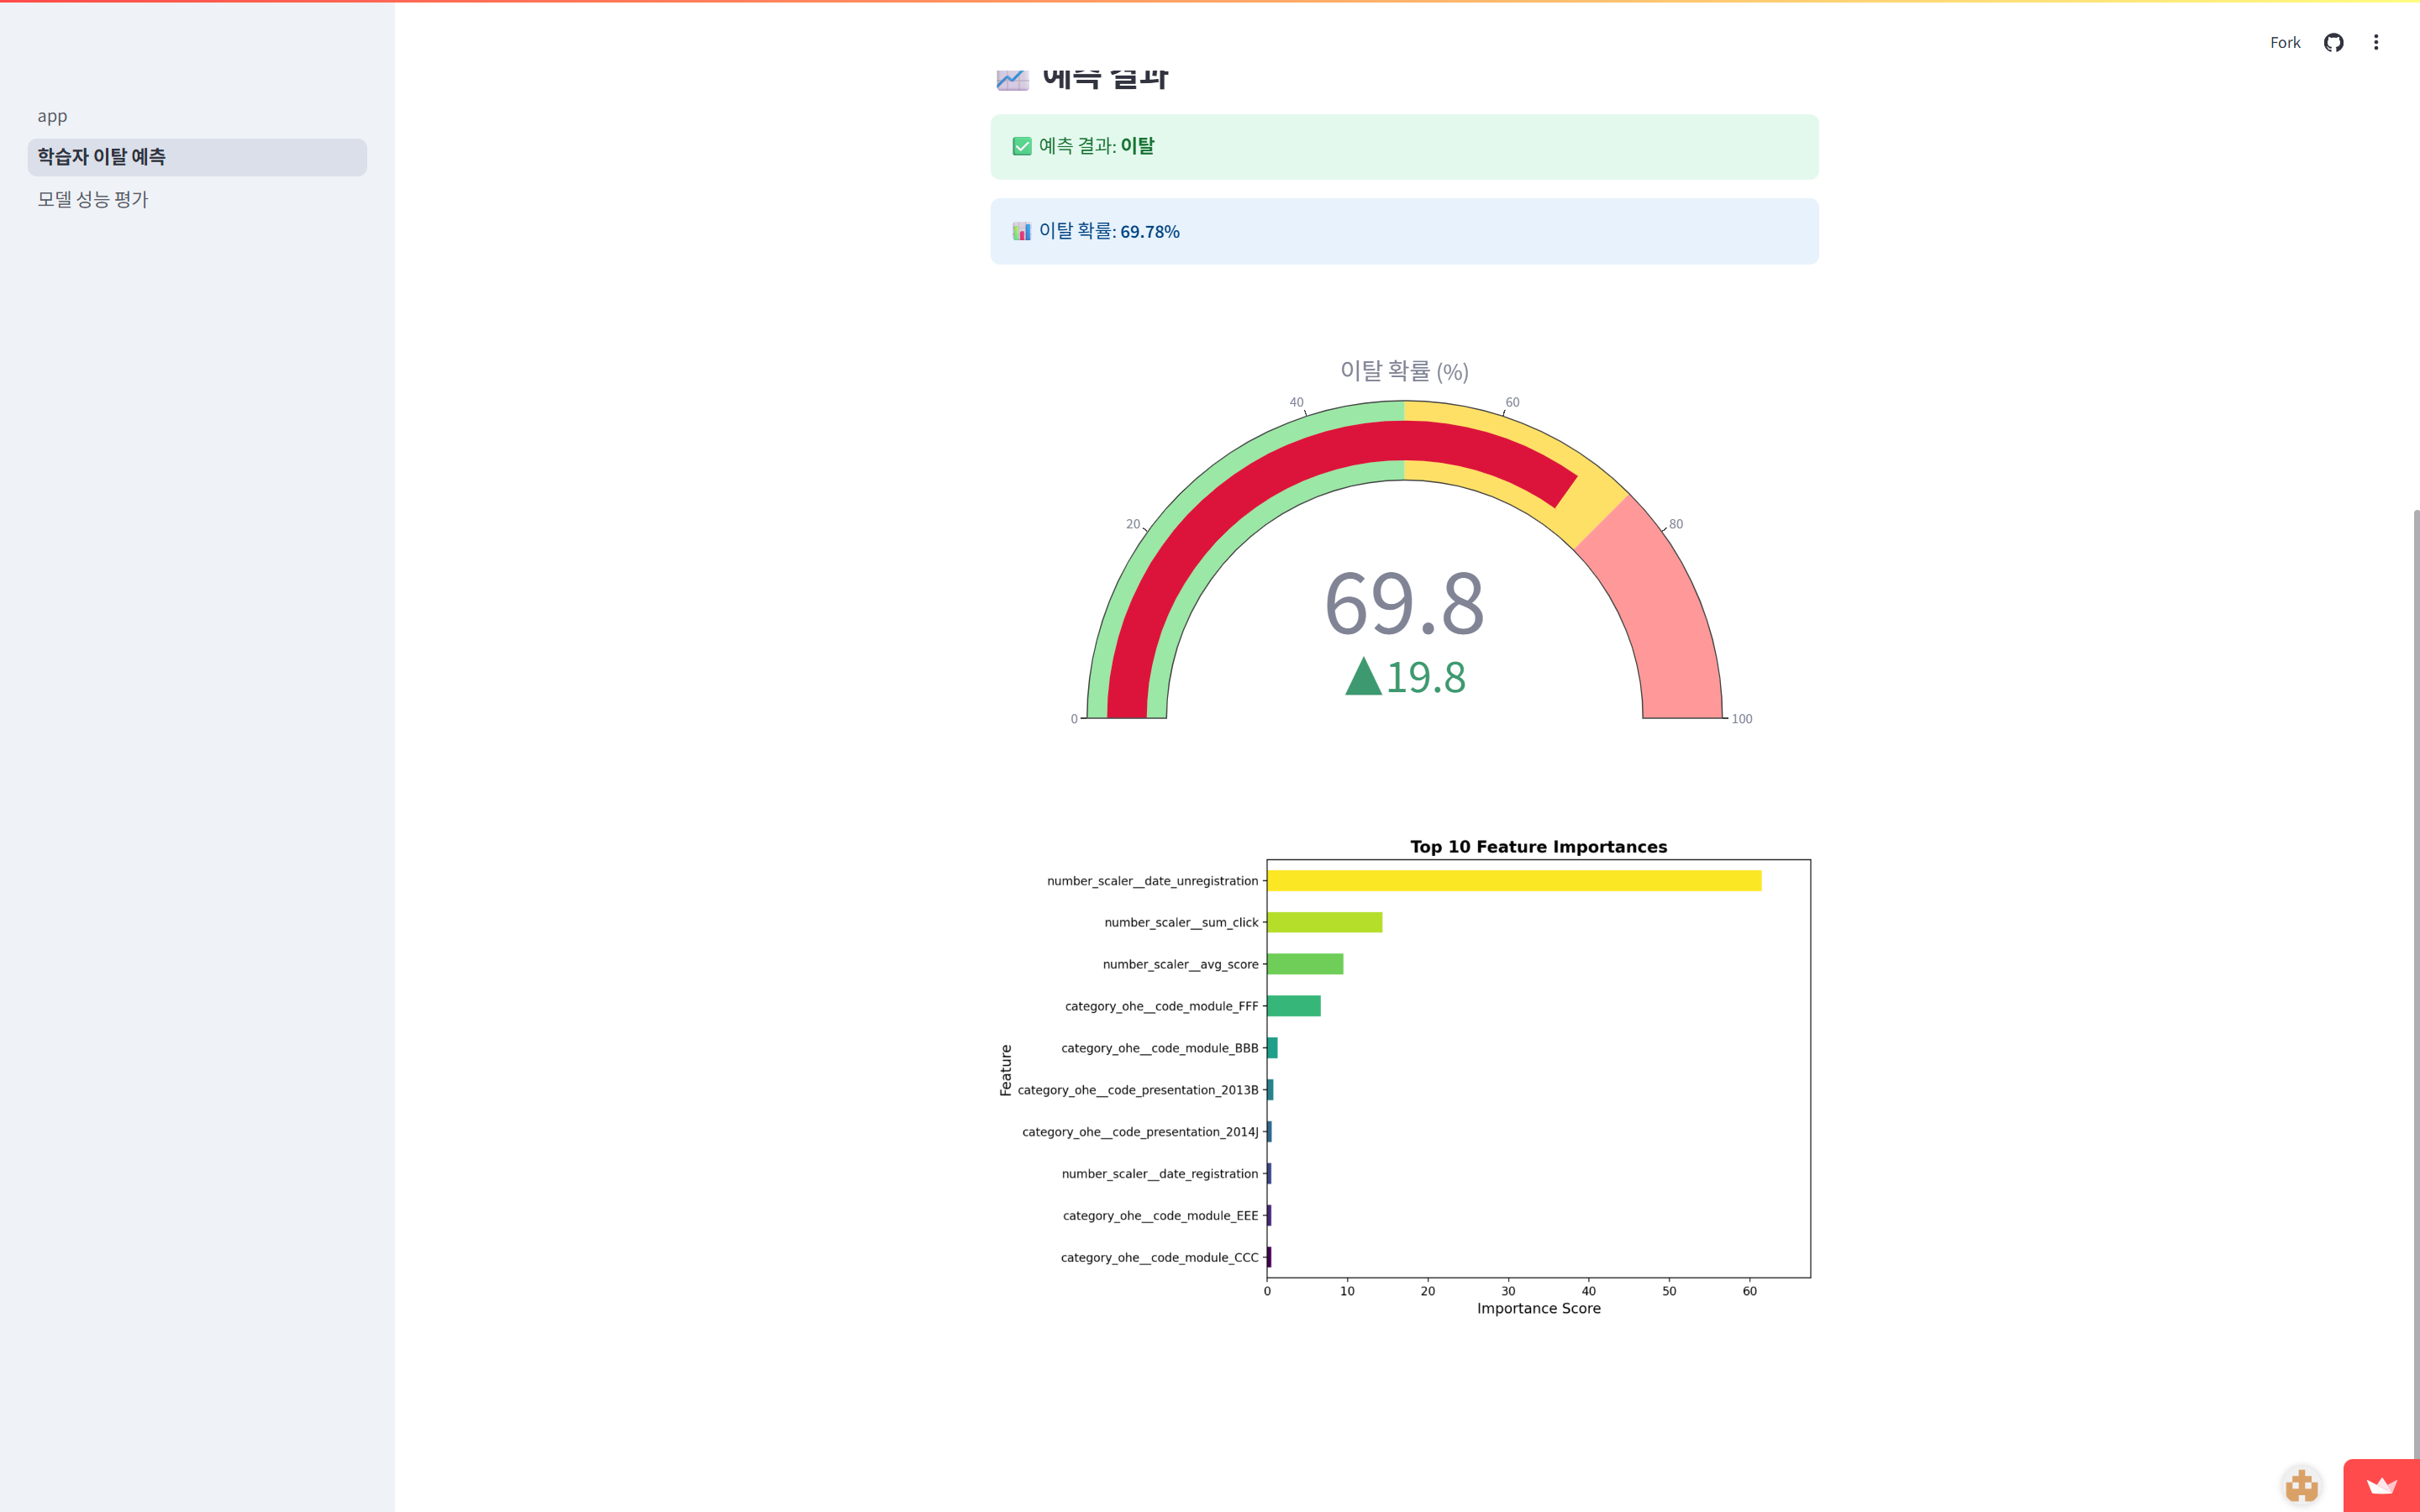 Fork
app
학습자 이탈 예측
모델 성능 평가
예측 결과
예측 결과: 이탈
이탈 확률: 69.78%
이탈 확률 (%)
0
20
40
60
80
100
69.8
▲19.8
Top 10 Feature Importances
number_scaler__date_unregistration
number_scaler__sum_click
number_scaler__avg_score
category_ohe__code_module_FFF
category_ohe__code_module_BBB
category_ohe__code_presentation_2013B
category_ohe__code_presentation_2014J
number_scaler__date_registration
category_ohe__code_module_EEE
category_ohe__code_module_CCC
Feature
0 10 20 30 40 50 60
Importance Score